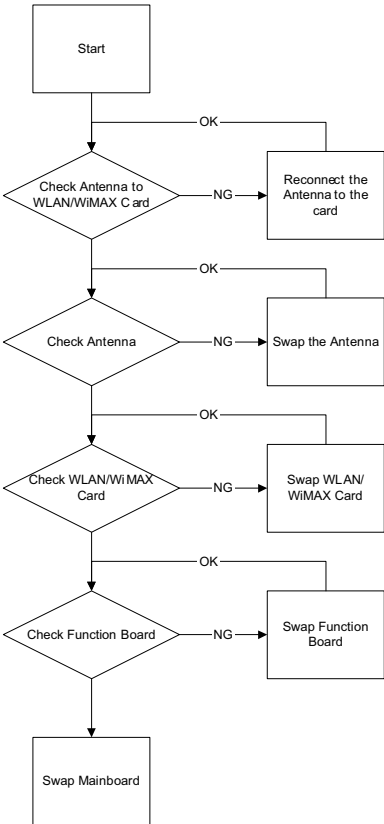 Start
OK
Check Antenna to
WLAN/WiMAX Card
NG
Reconnect the
Antenna to the
card
OK
Check Antenna
NG
Swap the Antenna
OK
Check WLAN/WiMAX
Card
NG
Swap WLAN/
WiMAX Card
OK
Check Function Board
NG
Swap Function
Board
Swap Mainboard